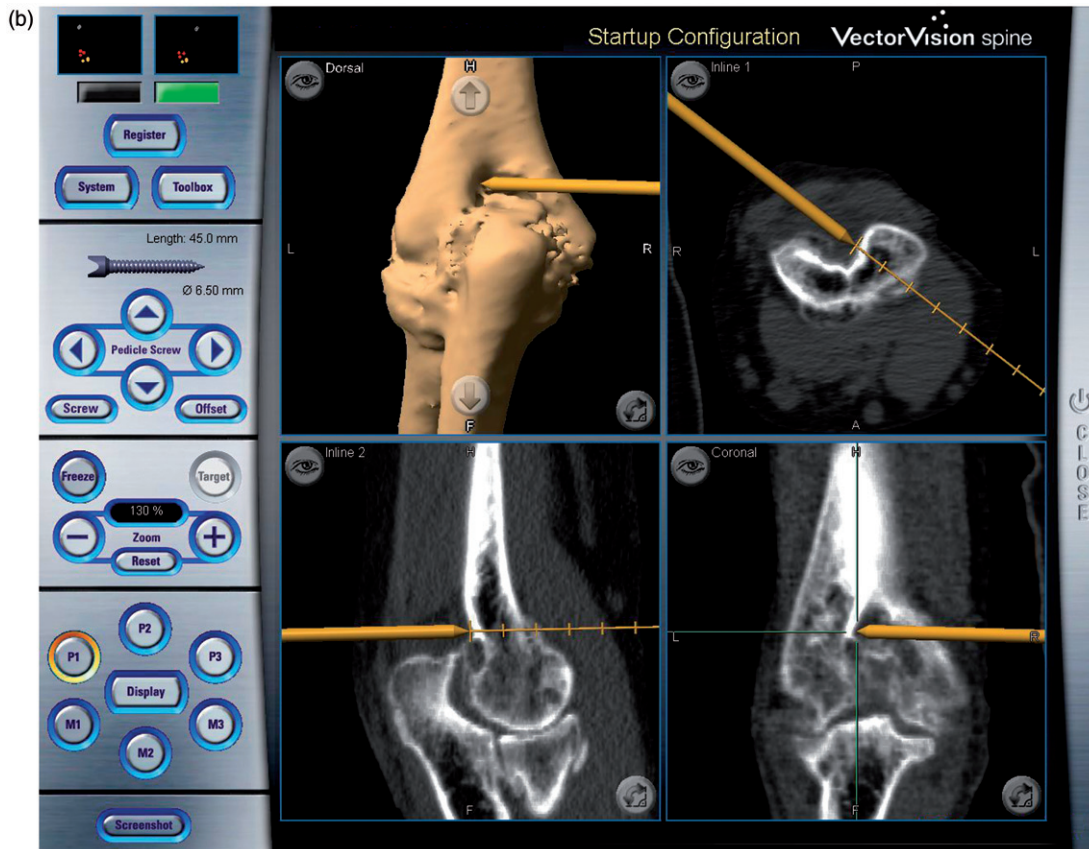 (b)
Startup Configuration
VectorVision spine
Register
System
Toolbox
Length: 45.0 mm
Ø 6.50 mm
Pedicle Screw
Screw
Offset
Freeze
Target
130 %
Zoom
Reset
P1
P2
P3
Display
M1
M2
M3
Screenshot
Dorsal
H
L
R
F
Inline 1
P
R
L
A
Inline 2
H
F
Coronal
H
L
R
F
CLOSE